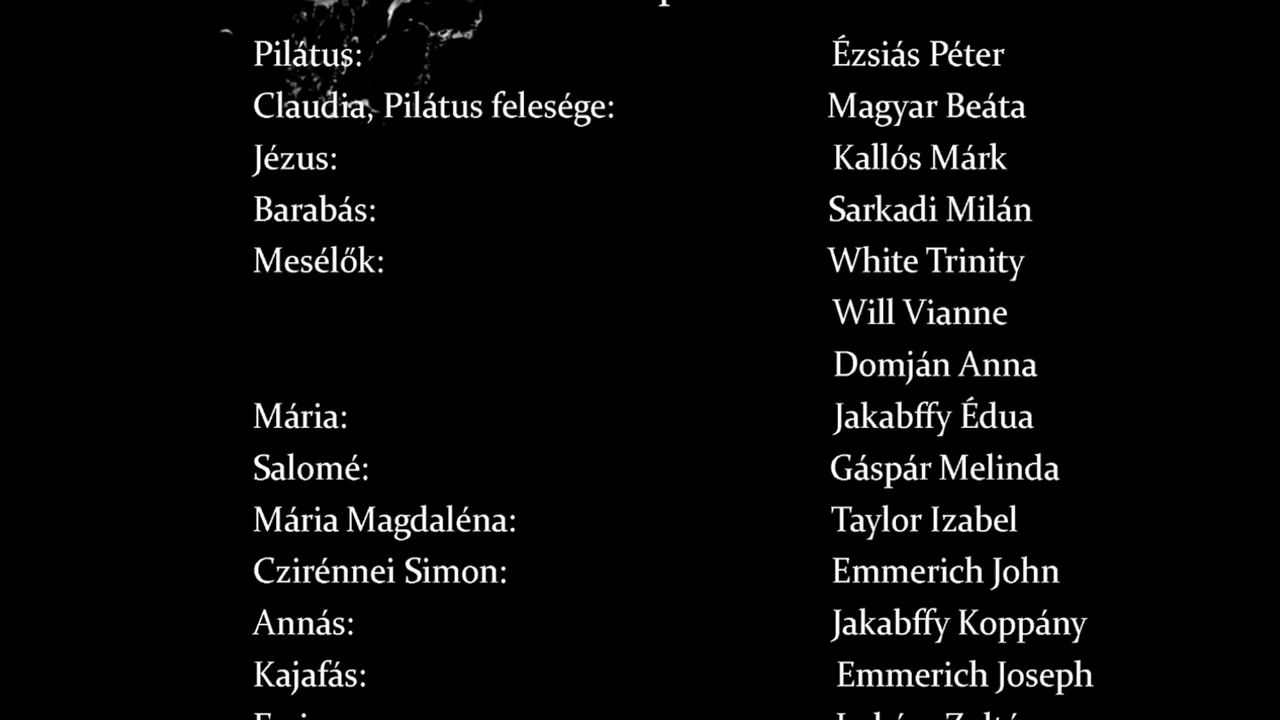 Pilátus: Ézsiás Péter
Claudia, Pilátus felesége: Magyar Beáta
Jézus: Kallós Márk
Barabás: Sarkadi Milán
Mesélők: White Trinity
Will Vianne
Domján Anna
Mária: Jakabffy Édua
Salomé: Gáspár Melinda
Mária Magdaléna: Taylor Izabel
Czirénnei Simon: Emmerich John
Annás: Jakabffy Koppány
Kajafás: Emmerich Joseph